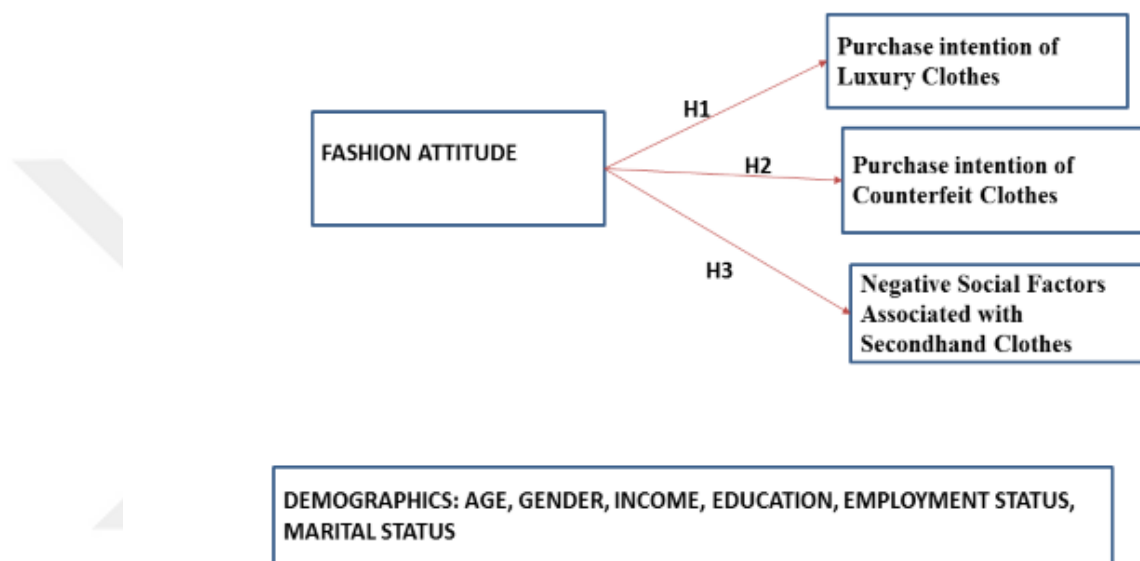 Purchase intention of
Luxury Clothes
H1
FASHION ATTITUDE
H2
Purchase intention of
Counterfeit Clothes
H3
Negative Social Factors
Associated with
Secondhand Clothes
DEMOGRAPHICS: AGE, GENDER, INCOME, EDUCATION, EMPLOYMENT STATUS,
MARITAL STATUS